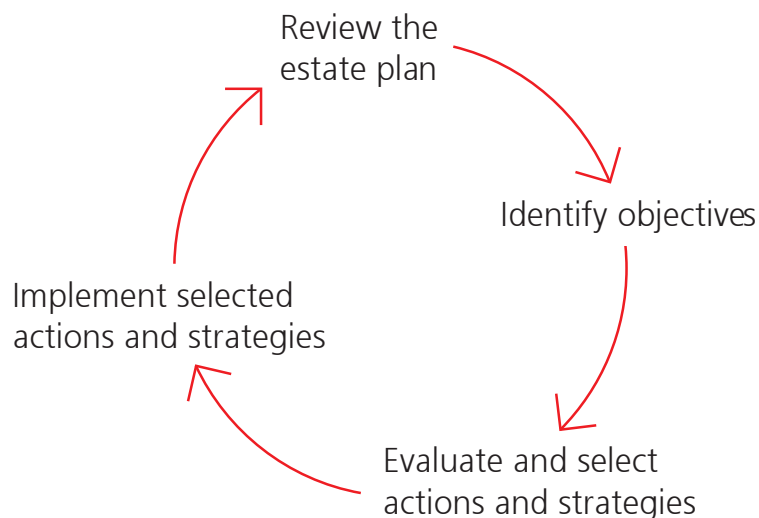 Review the
estate plan
Identify objectives
Evaluate and select
actions and strategies
Implement selected
actions and strategies